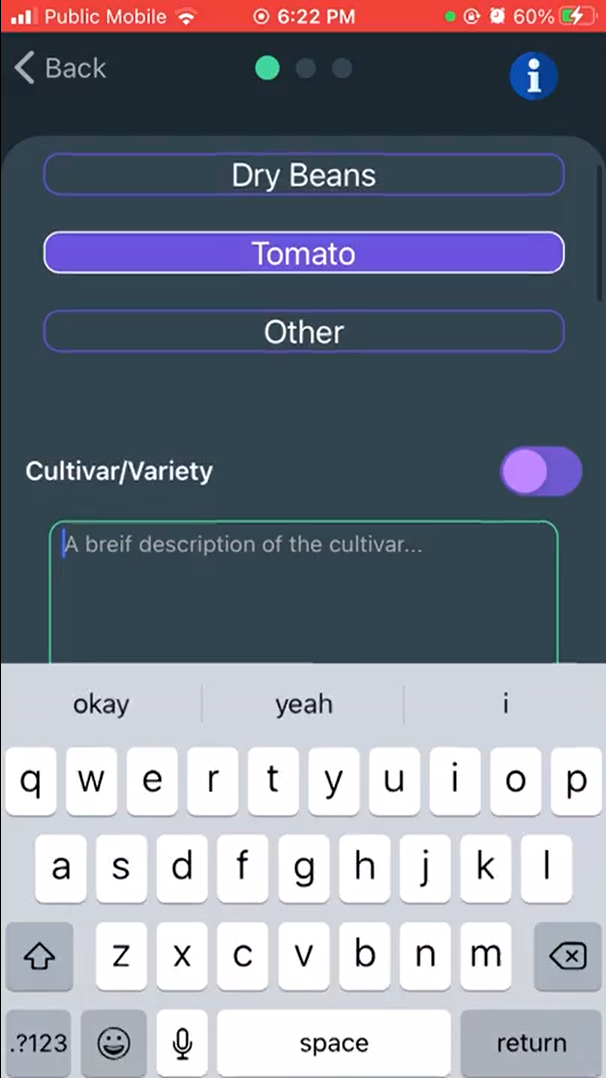 Public Mobile 6:22 PM 60%
Back
Dry Beans
Tomato
Other
Cultivar/Variety
A breif description of the cultivar...
okay yeah i
q w e r t y u i o p
a s d f g h j k l
z x c v b n m
.?123 space return